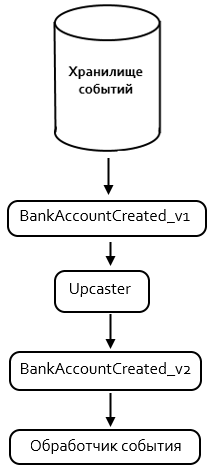 Хранилище
событий
BankAccountCreated_v1
Upcaster
BankAccountCreated_v2
Обработчик события